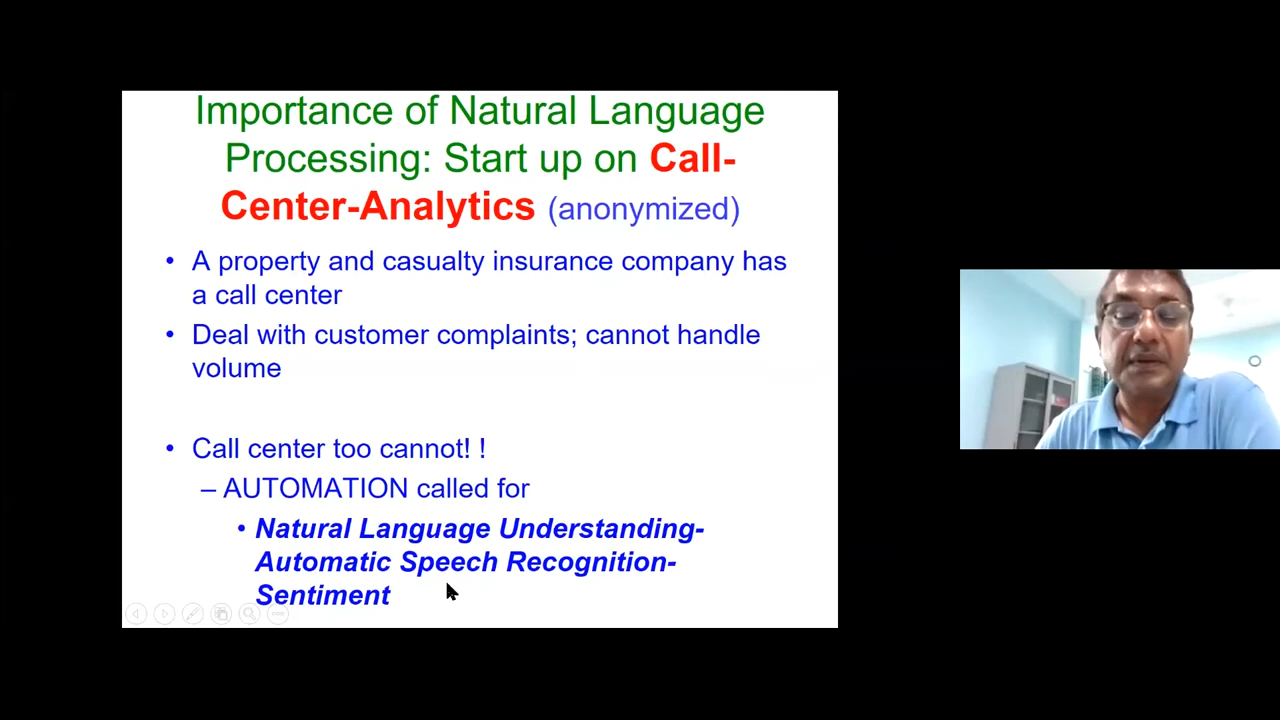 Importance of Natural Language
Processing: Start up on Call-
Center-Analytics (anonymized)
• A property and casualty insurance company has
a call center
• Deal with customer complaints; cannot handle
volume
• Call center too cannot! !
– AUTOMATION called for
• Natural Language Understanding-
Automatic Speech Recognition-
Sentiment